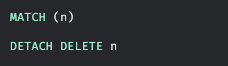 MATCH (n)
DETACH DELETE n